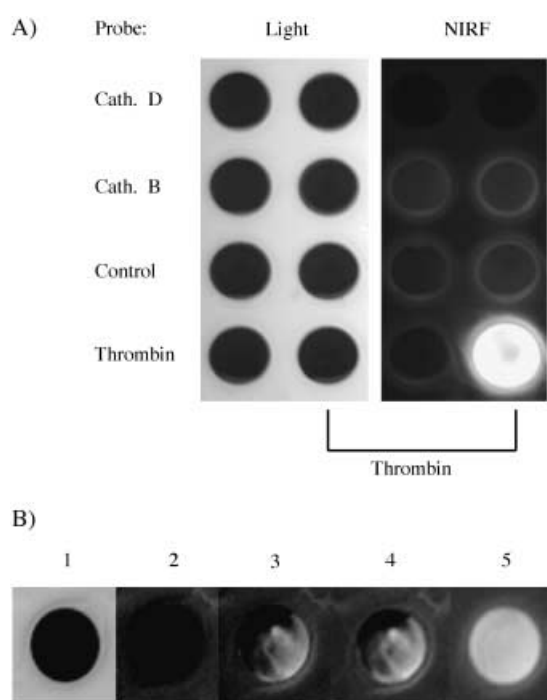 A) Probe: Light NIRF
Cath. D
Cath. B
Control
Thrombin
Thrombin
B)
1 2 3 4 5